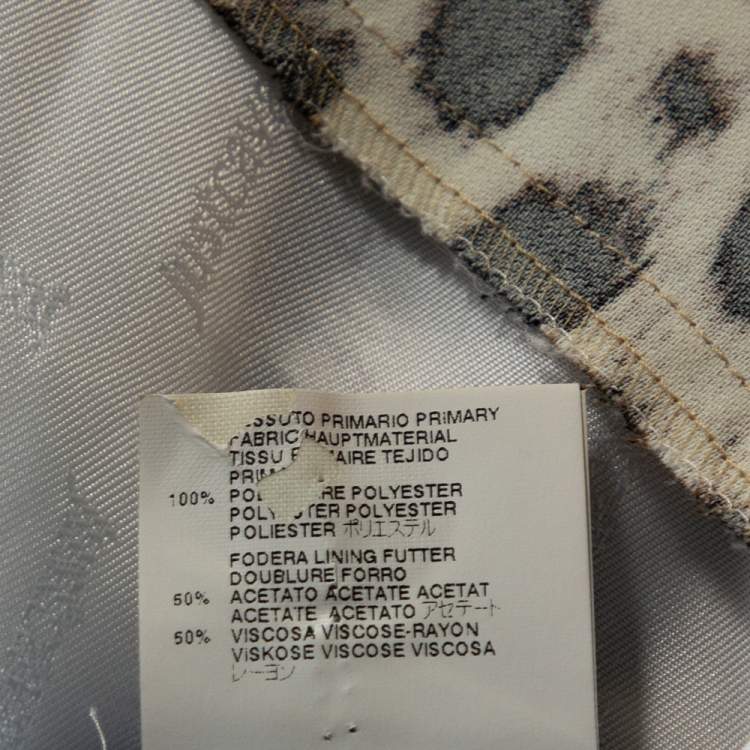 PRIMARIO PRIMARY
FABRIC/HAUPTMATERIAL
TISSU TEJIDO
100% POLYESTER
POLYESTER
POLIESTER ポリエステル
FODERA LINING FUTTER
DOUBLURE FORRO
50% ACETATO ACETATE ACETAT
ACETATE ACETATO アセテート
50% VISCOSA VISCOSE-RAYON
VISKOSE VISCOSE VISCOSA
レーヨン